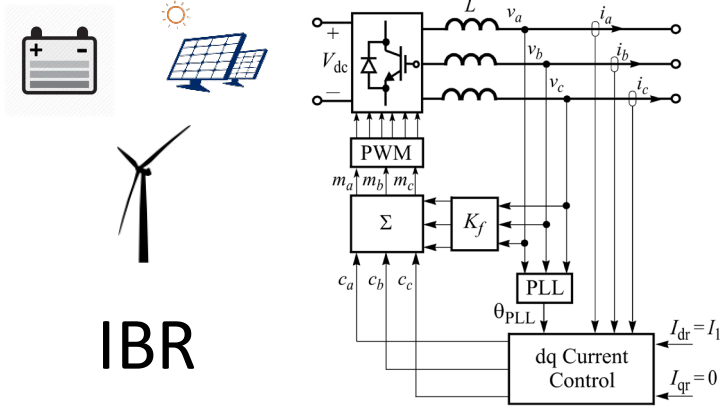 L
v_a
i_a
+
V_dc
−
v_b
i_b
v_c
i_c
PWM
m_a m_b m_c
Σ
K_f
c_a c_b c_c
PLL
θ_PLL
I_dr = I_1
dq Current
Control
I_qr = 0
+ -
IBR